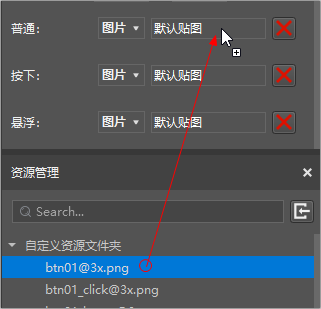 普通： 图片 默认贴图
按下： 图片 默认贴图
悬浮： 图片 默认贴图
资源管理
Search...
自定义资源文件夹
btn01@3x.png
btn01_click@3x.png